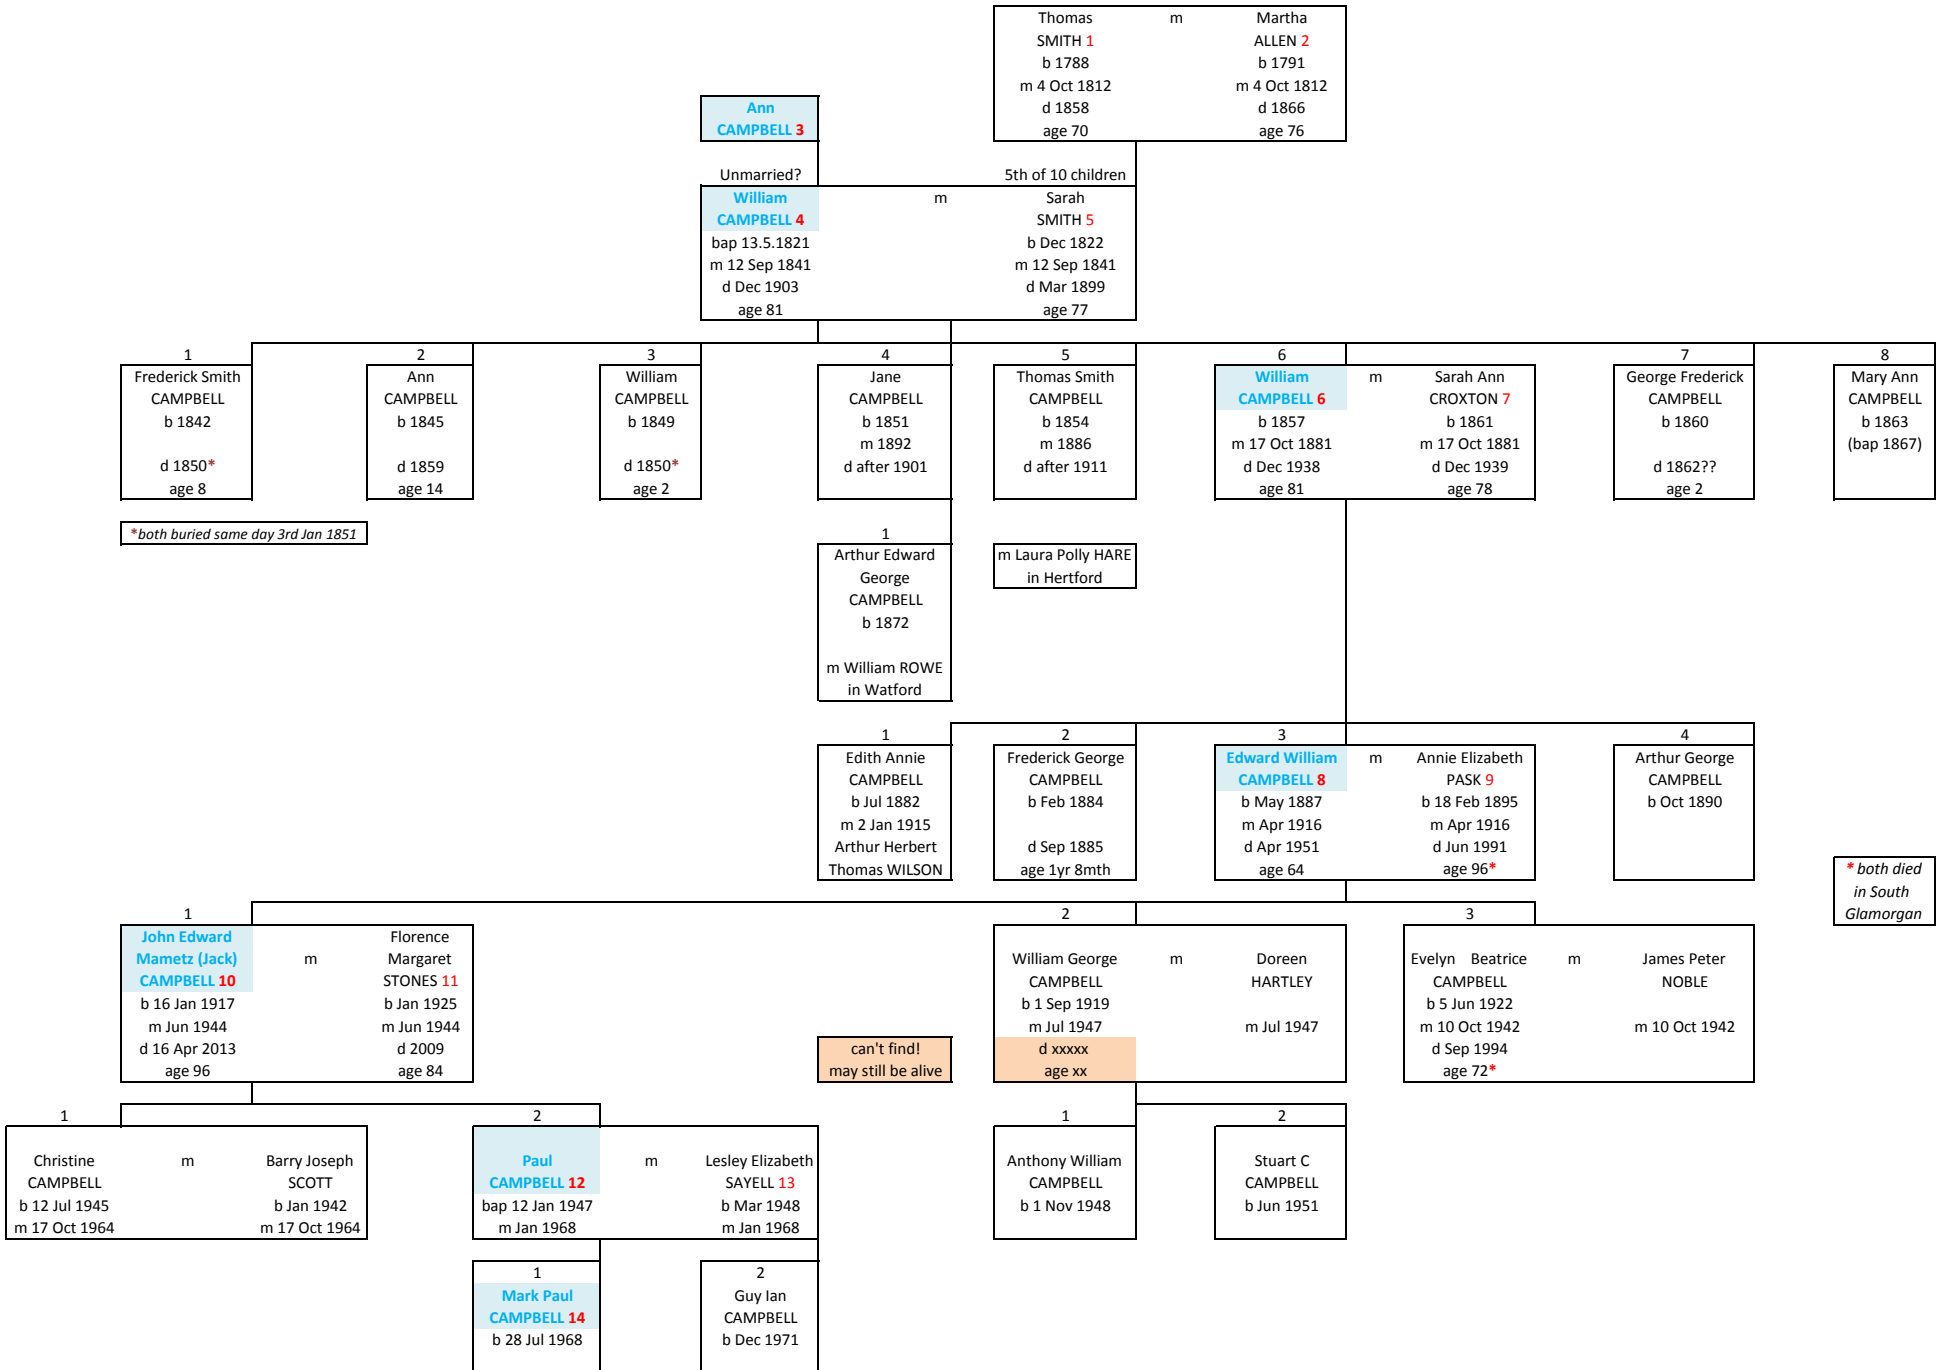 Thomas m Martha
SMITH 1 ALLEN 2
b 1788 b 1791
m 4 Oct 1812 m 4 Oct 1812
d 1858 d 1866
age 70 age 76
Ann
CAMPBELL 3
Unmarried? 5th of 10 children
William m Sarah
CAMPBELL 4 SMITH 5
bap 13.5.1821 b Dec 1822
m 12 Sep 1841 m 12 Sep 1841
d Dec 1903 d Mar 1899
age 81 age 77
1
Frederick Smith
CAMPBELL
b 1842
d 1850*
age 8
2
Ann
CAMPBELL
b 1845
d 1859
age 14
3
William
CAMPBELL
b 1849
d 1850*
age 2
4
Jane
CAMPBELL
b 1851
m 1892
d after 1901
5
Thomas Smith
CAMPBELL
b 1854
m 1886
d after 1911
6
William m Sarah Ann
CAMPBELL 6 CROXTON 7
b 1857 b 1861
m 17 Oct 1881 m 17 Oct 1881
d Dec 1938 d Dec 1939
age 81 age 78
7
George Frederick
CAMPBELL
b 1860
d 1862??
age 2
8
Mary Ann
CAMPBELL
b 1863
(bap 1867)
*both buried same day 3rd Jan 1851
1
Arthur Edward
George
CAMPBELL
b 1872
m William ROWE
in Watford
m Laura Polly HARE
in Hertford
1
Edith Annie
CAMPBELL
b Jul 1882
m 2 Jan 1915
Arthur Herbert
Thomas WILSON
2
Frederick George
CAMPBELL
b Feb 1884
d Sep 1885
age 1yr 8mth
3
Edward William m Annie Elizabeth
CAMPBELL 8 PASK 9
b May 1887 b 18 Feb 1895
m Apr 1916 m Apr 1916
d Apr 1951 d Jun 1991
age 64 age 96*
4
Arthur George
CAMPBELL
b Oct 1890
* both died
in South
Glamorgan
1
John Edward Florence
Mametz (Jack) m Margaret
CAMPBELL 10 STONES 11
b 16 Jan 1917 b Jan 1925
m Jun 1944 m Jun 1944
d 16 Apr 2013 d 2009
age 96 age 84
can't find!
may still be alive
2
William George m Doreen
CAMPBELL HARTLEY
b 1 Sep 1919
m Jul 1947 m Jul 1947
d xxxxx
age xx
3
Evelyn Beatrice m James Peter
CAMPBELL NOBLE
b 5 Jun 1922
m 10 Oct 1942 m 10 Oct 1942
d Sep 1994
age 72*
1
Christine m Barry Joseph
CAMPBELL SCOTT
b 12 Jul 1945 b Jan 1942
m 17 Oct 1964 m 17 Oct 1964
2
Paul m Lesley Elizabeth
CAMPBELL 12 SAYELL 13
bap 12 Jan 1947 b Mar 1948
m Jan 1968 m Jan 1968
1
Anthony William
CAMPBELL
b 1 Nov 1948
2
Stuart C
CAMPBELL
b Jun 1951
1
Mark Paul
CAMPBELL 14
b 28 Jul 1968
2
Guy Ian
CAMPBELL
b Dec 1971